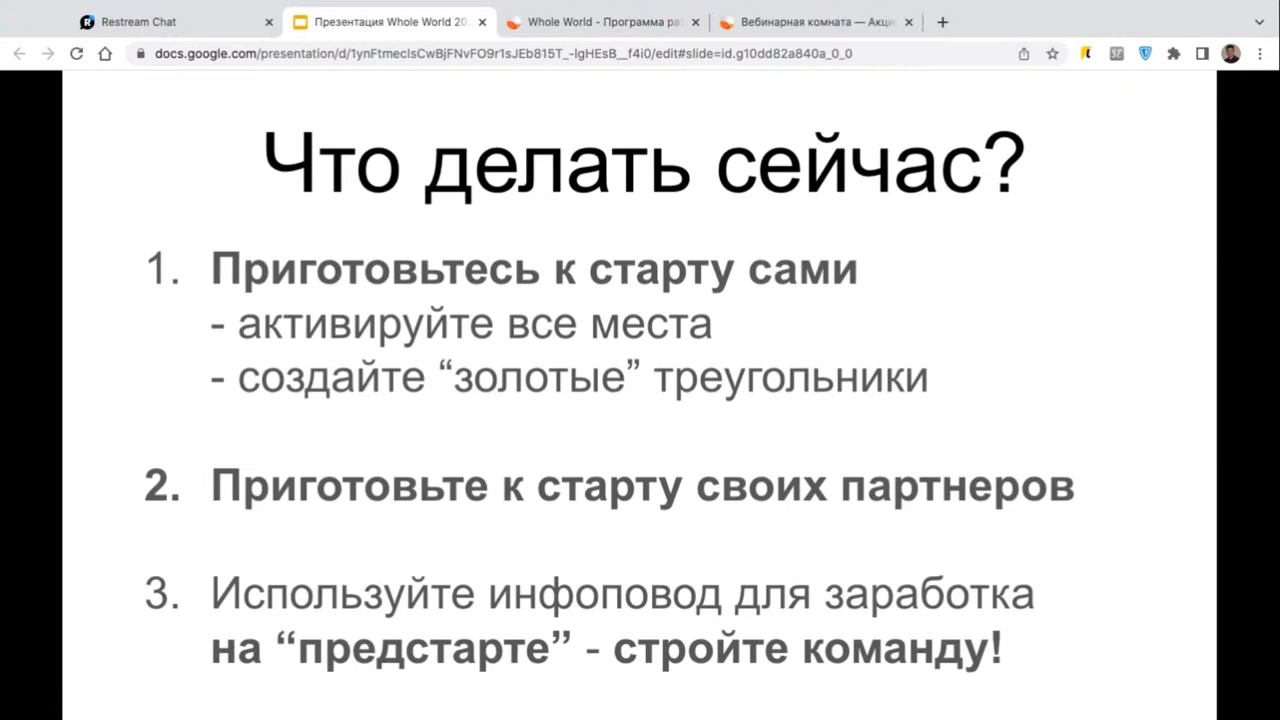 Restream Chat
Презентация Whole World 202
Whole World - Программа ра
Вебинарная комната — Акци
docs.google.com/presentation/d/1ynFtmeclsCwBjFNvFO9r1sJEb815T_-lgHEsB__f4i0/edit#slide=id.g10dd82a840a_0_0
Что делать сейчас?
1. Приготовьтесь к старту сами
- активируйте все места
- создайте “золотые” треугольники
2. Приготовьте к старту своих партнеров
3. Используйте инфоповод для заработка
на “предстарте” - стройте команду!